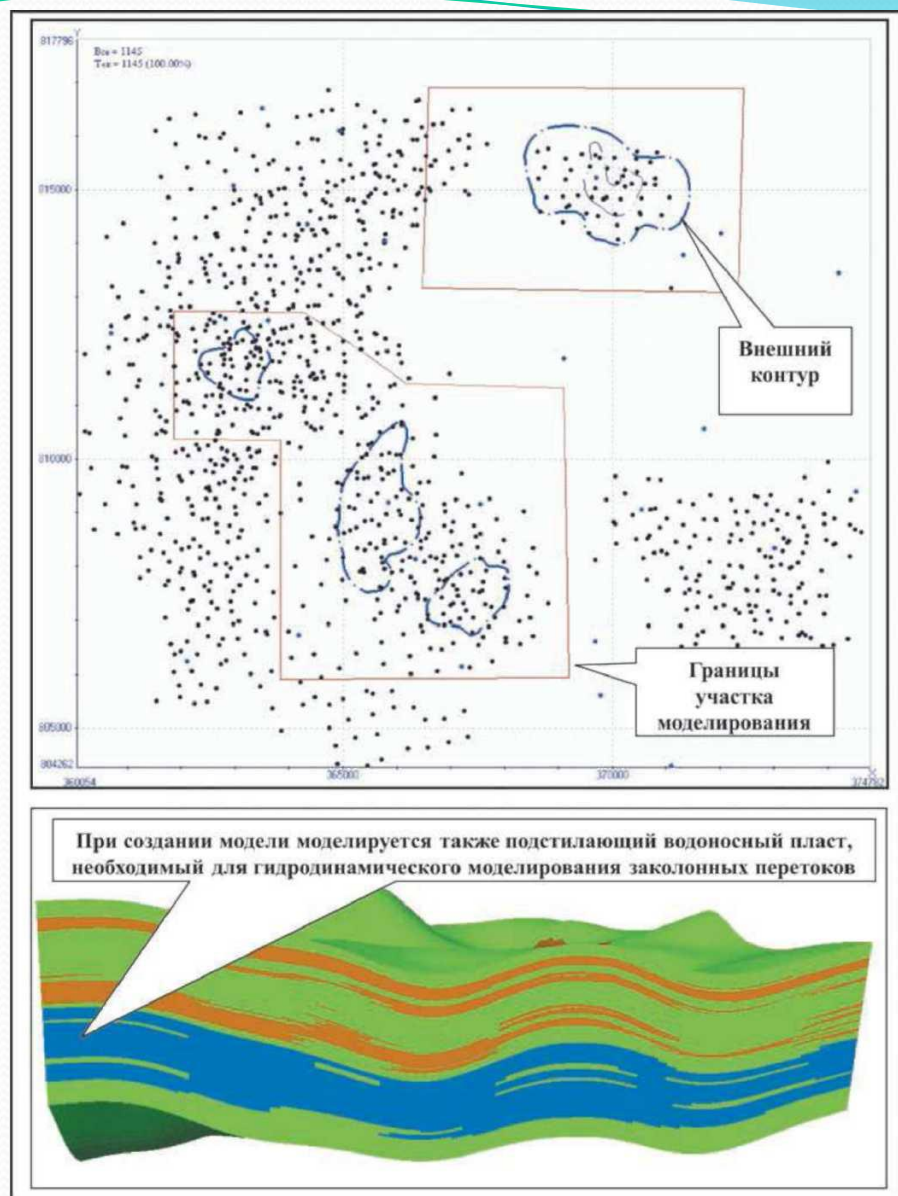 Y
817796
Все = 1145
Тек = 1145 (100.00%)
815000
Внешний
контур
810000
Границы
участка
моделирования
805000
804262
X
360054
365000
370000
374782
При создании модели моделируется также подстилающий водоносный пласт,
необходимый для гидродинамического моделирования заколонных перетоков